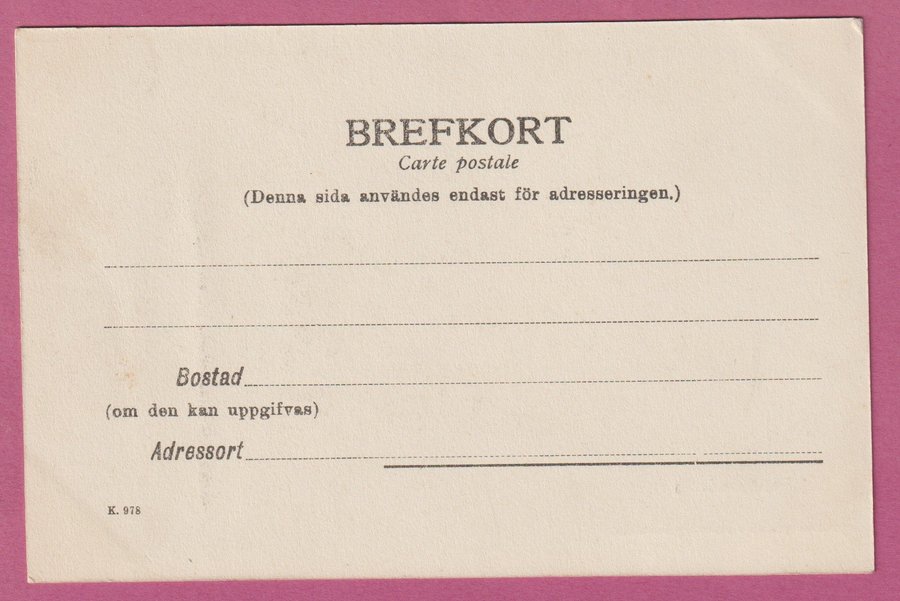 BREFKORT
Carte postale
(Denna sida användes endast för adresseringen.)
Bostad
(om den kan uppgifvas)
Adressort
K. 978